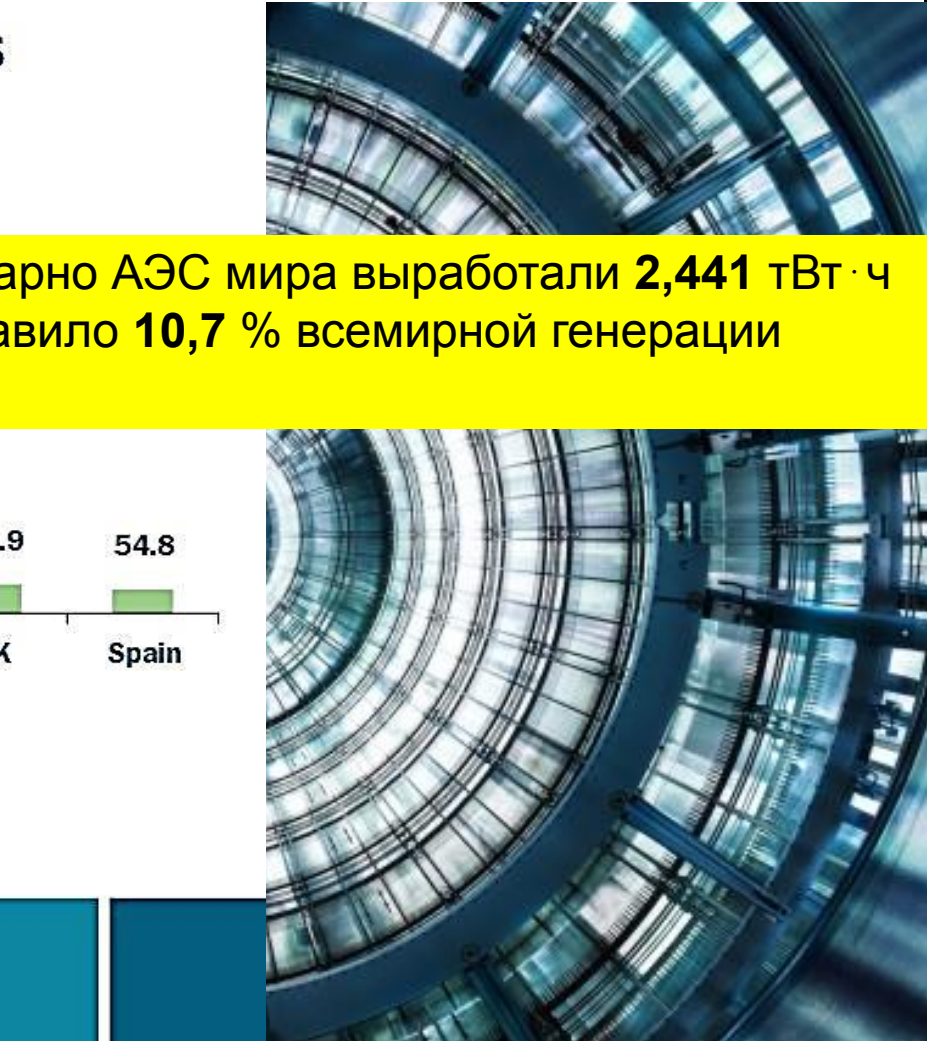 s
арно АЭС мира выработали 2,441 тВт·ч
авило 10,7 % всемирной генерации
.9 54.8
K Spain